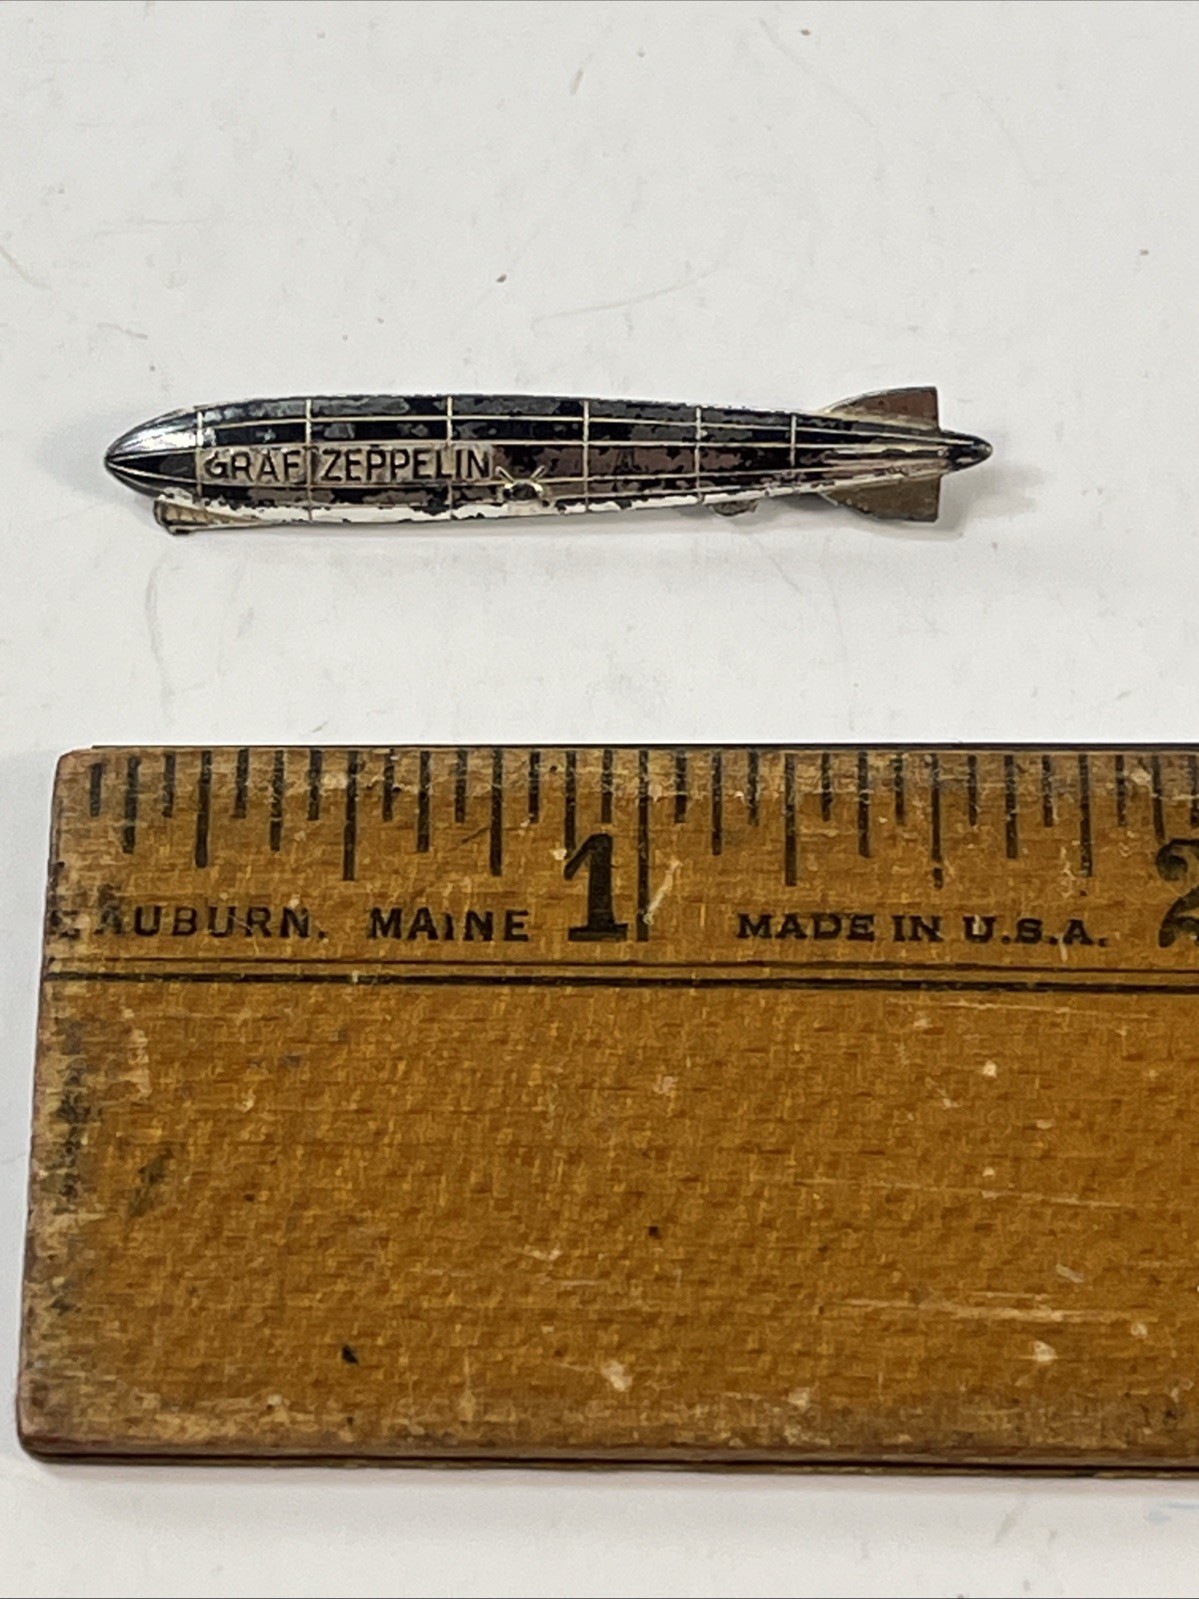 GRAF ZEPPELIN
AUBURN. MAINE 1 MADE IN U.S.A. 2